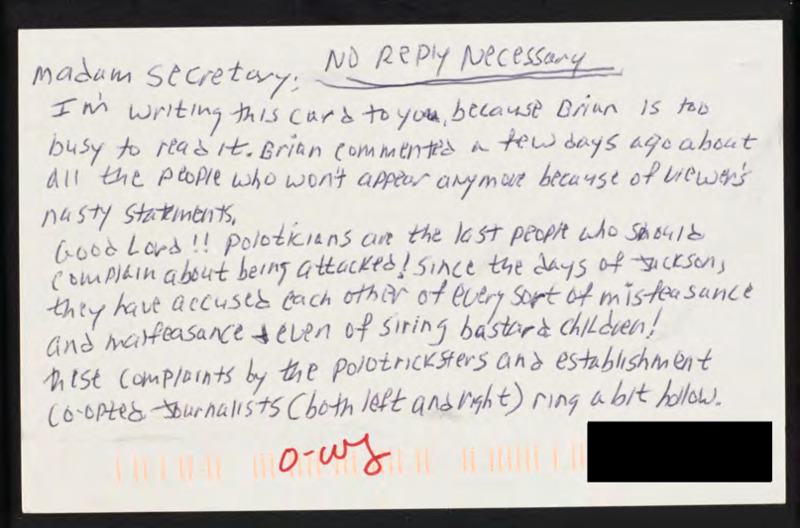 NO Reply Necessary
Madam Secretary:
I'm writing this card to you, because Brian is too
busy to read it. Brian commented a few days ago about
all the people who won't appear anymore because of viewer's
nasty statements.
Good Lord!! Poloticians are the last people who should
complain about being attacked! Since the days of Jackson,
they have accused each other of every sort of misfeasance
and malfeasance & even of siring bastard children!
These complaints by the polotricksters and establishment
co-opted Journalists (both left and right) ring a bit hollow.